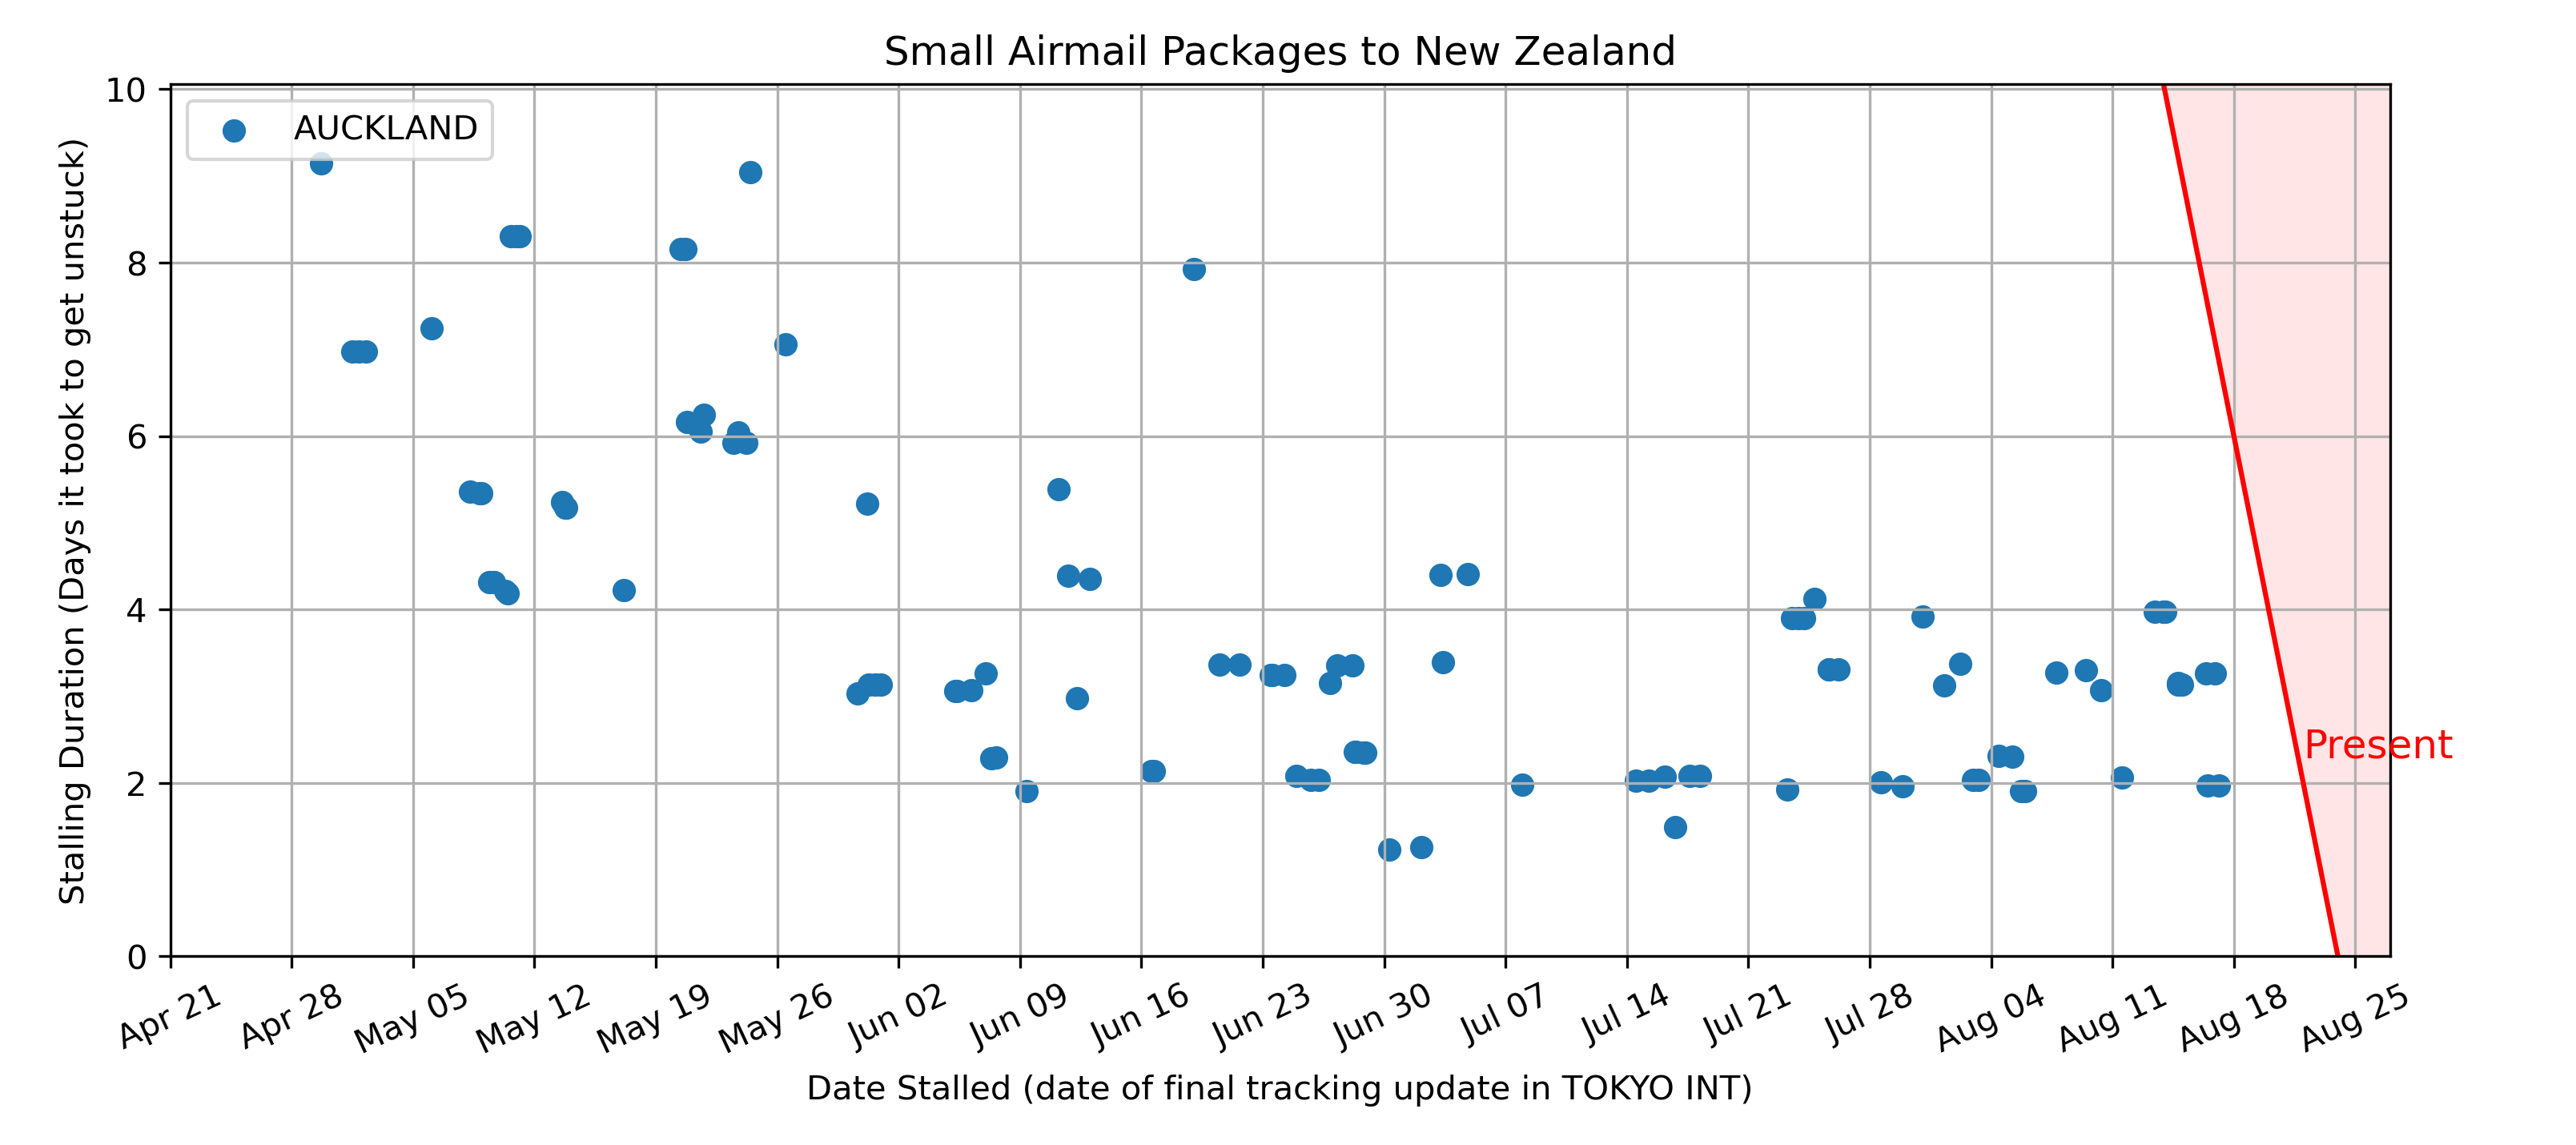 Small Airmail Packages to New Zealand
AUCKLAND
Stalling Duration (Days it took to get unstuck)
10
8
6
4
2
0
Present
Apr 21
Apr 28
May 05
May 12
May 19
May 26
Jun 02
Jun 09
Jun 16
Jun 23
Jun 30
Jul 07
Jul 14
Jul 21
Jul 28
Aug 04
Aug 11
Aug 18
Aug 25
Date Stalled (date of final tracking update in TOKYO INT)